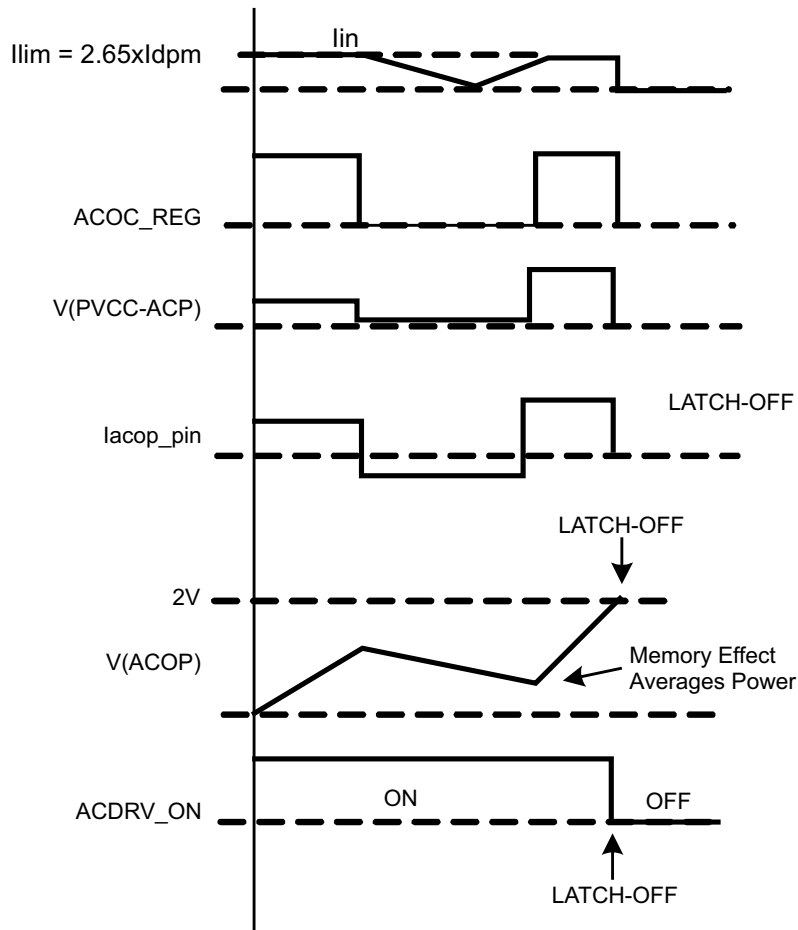 Iin
Ilim = 2.65xIdpm
ACOC_REG
V(PVCC-ACP)
LATCH-OFF
Iacop_pin
LATCH-OFF
2V
V(ACOP)
Memory Effect
Averages Power
ON
OFF
ACDRV_ON
LATCH-OFF